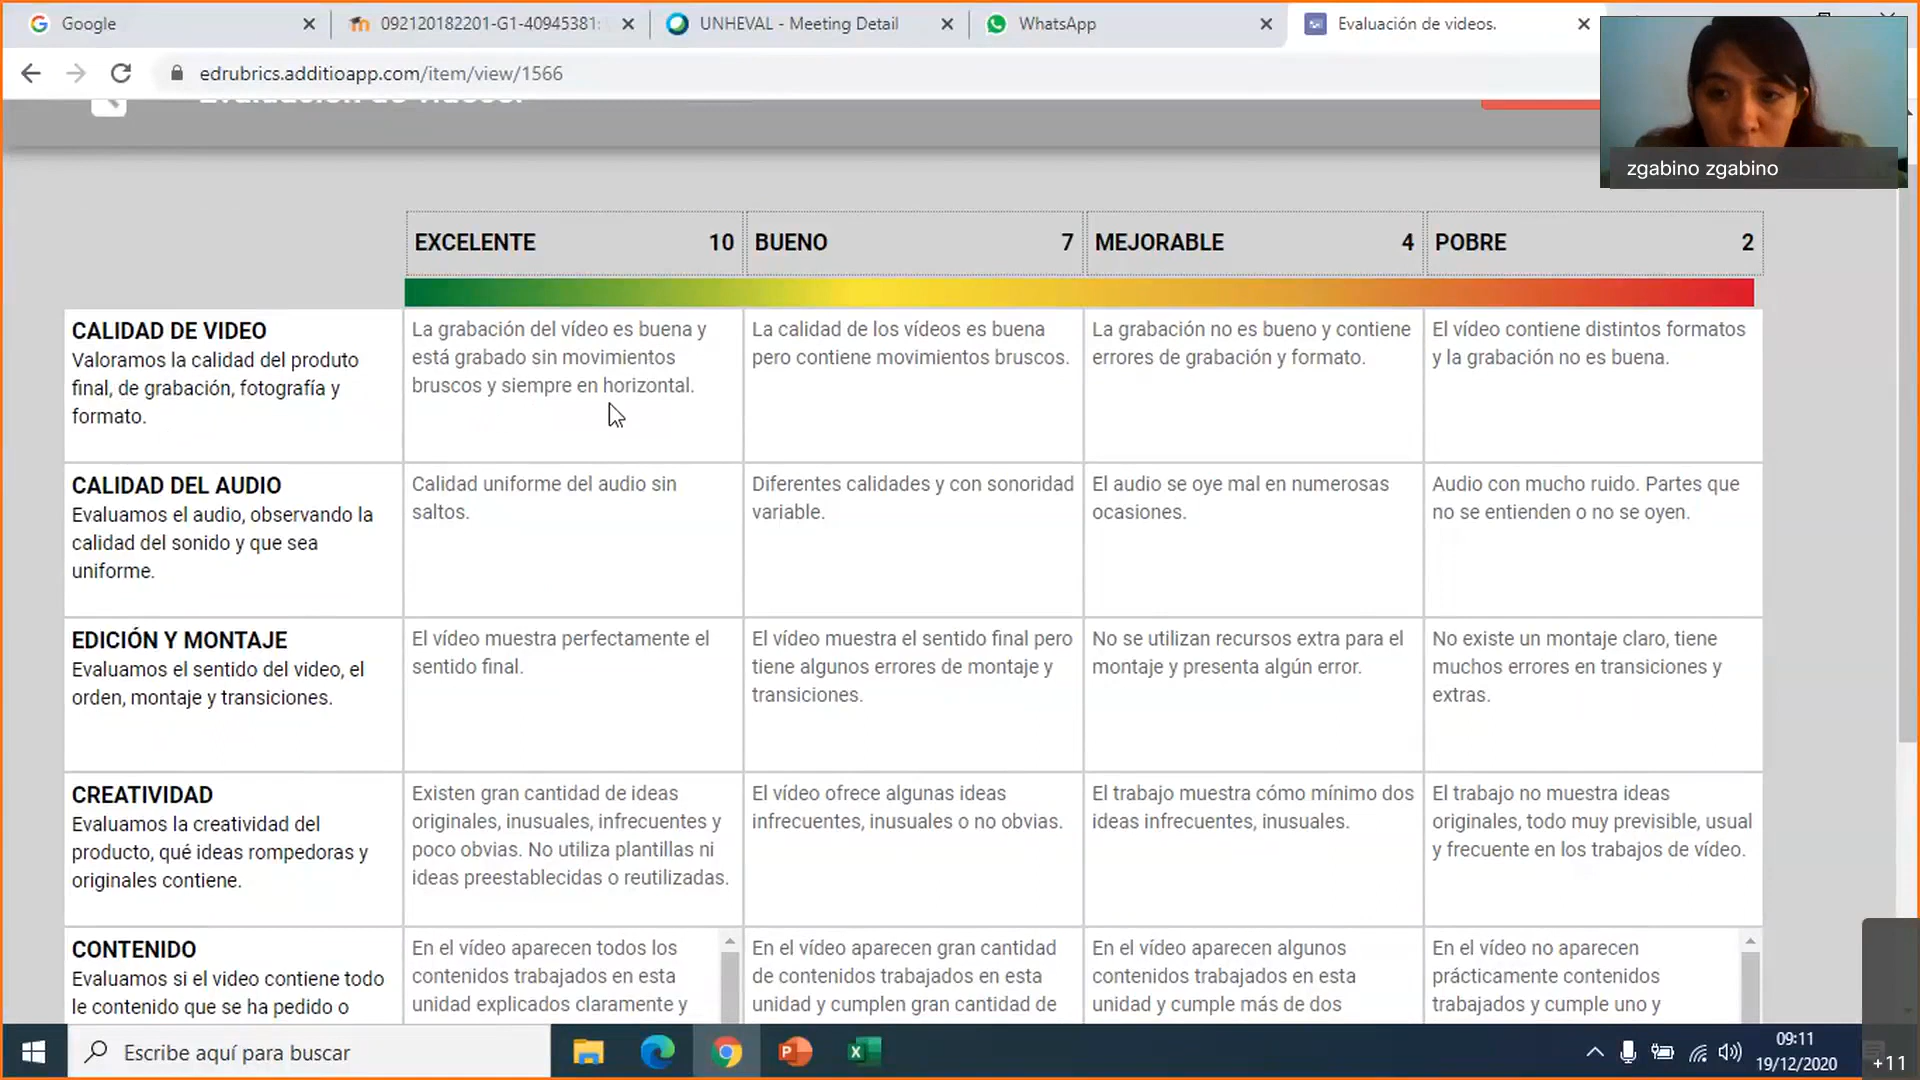 Google
092120182201-G1-40945381:
UNHEVAL - Meeting Detail
WhatsApp
Evaluación de videos.
edrubrics.additioapp.com/item/view/1566
zgabino zgabino
EXCELENTE 10
BUENO 7
MEJORABLE 4
POBRE 2
CALIDAD DE VIDEO
Valoramos la calidad del produto
final, de grabación, fotografía y
formato.
La grabación del vídeo es buena y
está grabado sin movimientos
bruscos y siempre en horizontal.
La calidad de los vídeos es buena
pero contiene movimientos bruscos.
La grabación no es bueno y contiene
errores de grabación y formato.
El vídeo contiene distintos formatos
y la grabación no es buena.
CALIDAD DEL AUDIO
Evaluamos el audio, observando la
calidad del sonido y que sea
uniforme.
Calidad uniforme del audio sin
saltos.
Diferentes calidades y con sonoridad
variable.
El audio se oye mal en numerosas
ocasiones.
Audio con mucho ruido. Partes que
no se entienden o no se oyen.
EDICIÓN Y MONTAJE
Evaluamos el sentido del video, el
orden, montaje y transiciones.
El vídeo muestra perfectamente el
sentido final.
El vídeo muestra el sentido final pero
tiene algunos errores de montaje y
transiciones.
No se utilizan recursos extra para el
montaje y presenta algún error.
No existe un montaje claro, tiene
muchos errores en transiciones y
extras.
CREATIVIDAD
Evaluamos la creatividad del
producto, qué ideas rompedoras y
originales contiene.
Existen gran cantidad de ideas
originales, inusuales, infrecuentes y
poco obvias. No utiliza plantillas ni
ideas preestablecidas o reutilizadas.
El vídeo ofrece algunas ideas
infrecuentes, inusuales o no obvias.
El trabajo muestra cómo mínimo dos
ideas infrecuentes, inusuales.
El trabajo no muestra ideas
originales, todo muy previsible, usual
y frecuente en los trabajos de vídeo.
CONTENIDO
Evaluamos si el video contiene todo
le contenido que se ha pedido o
En el vídeo aparecen todos los
contenidos trabajados en esta
unidad explicados claramente y
En el vídeo aparecen gran cantidad
de contenidos trabajados en esta
unidad y cumplen gran cantidad de
En el vídeo aparecen algunos
contenidos trabajados en esta
unidad y cumple más de dos
En el vídeo no aparecen
prácticamente contenidos
trabajados y cumple uno y
Escribe aquí para buscar
09:11
19/12/2020
+11